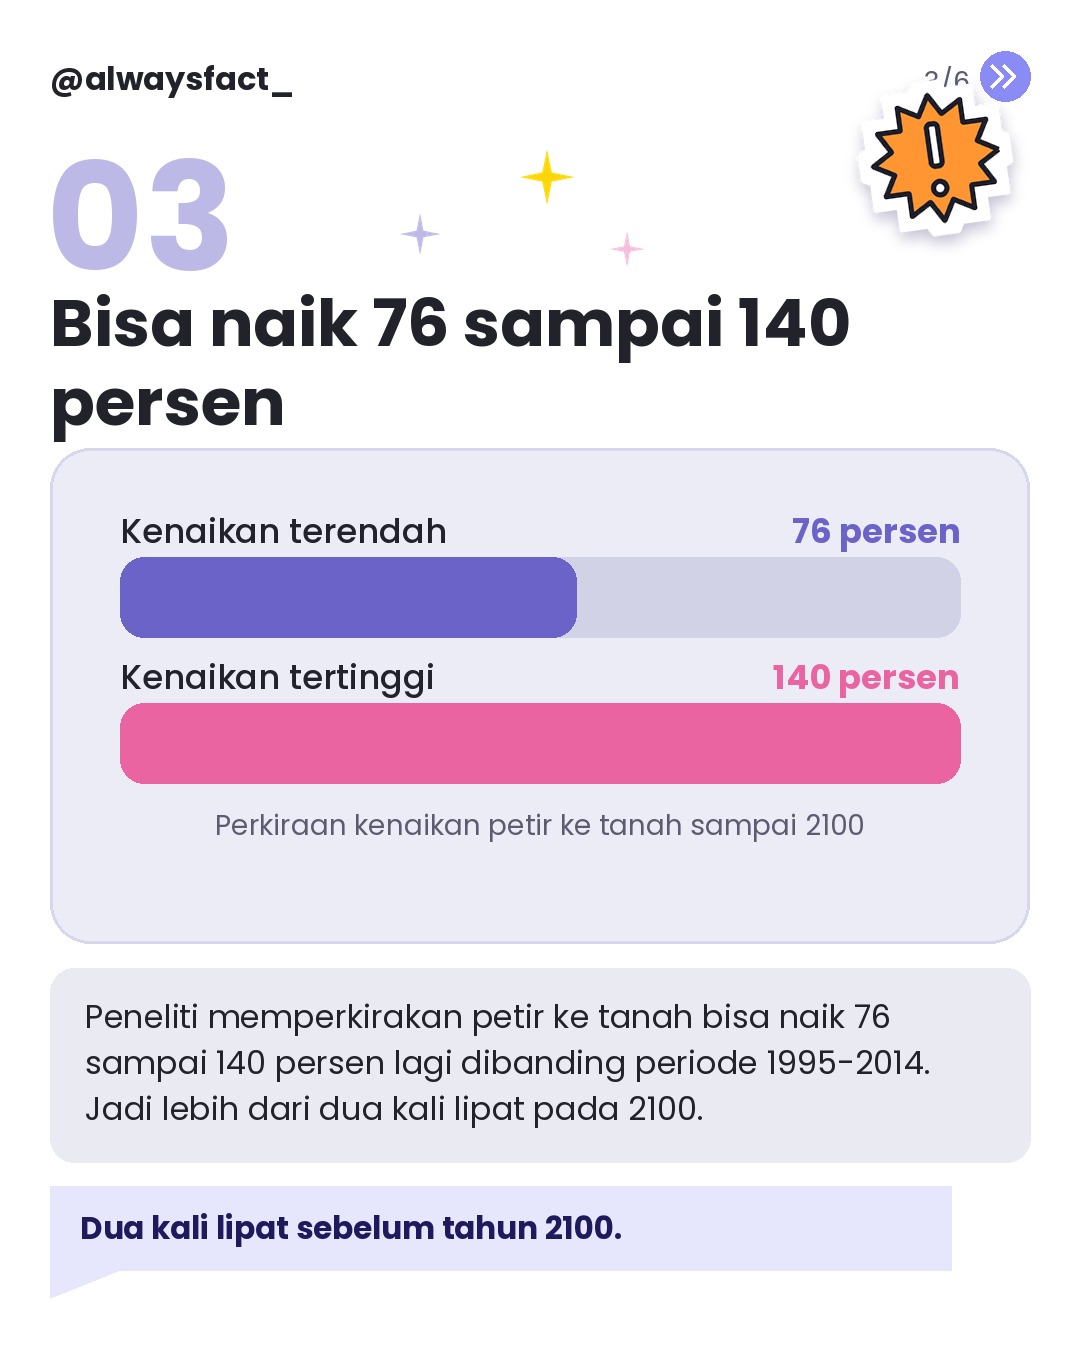 @alwaysfact_
/6
03
Bisa naik 76 sampai 140
persen
Kenaikan terendah
76 persen
Kenaikan tertinggi
140 persen
Perkiraan kenaikan petir ke tanah sampai 2100
Peneliti memperkirakan petir ke tanah bisa naik 76
sampai 140 persen lagi dibanding periode 1995-2014.
Jadi lebih dari dua kali lipat pada 2100.
Dua kali lipat sebelum tahun 2100.